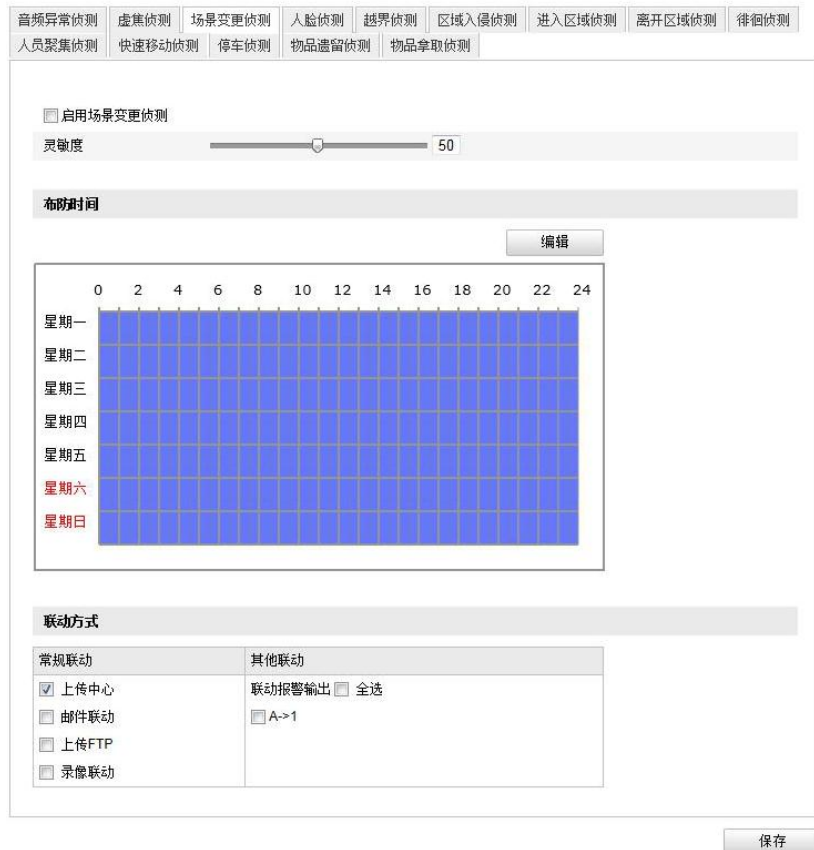 音频异常侦测 虚焦侦测 场景变更侦测 人脸侦测 越界侦测 区域入侵侦测 进入区域侦测 离开区域侦测 徘徊侦测
人员聚集侦测 快速移动侦测 停车侦测 物品遗留侦测 物品拿取侦测
启用场景变更侦测
灵敏度 50
布防时间
编辑
0 2 4 6 8 10 12 14 16 18 20 22 24
星期一
星期二
星期三
星期四
星期五
星期六
星期日
联动方式
常规联动 其他联动
上传中心 联动报警输出 全选
邮件联动 A->1
上传FTP
录像联动
保存